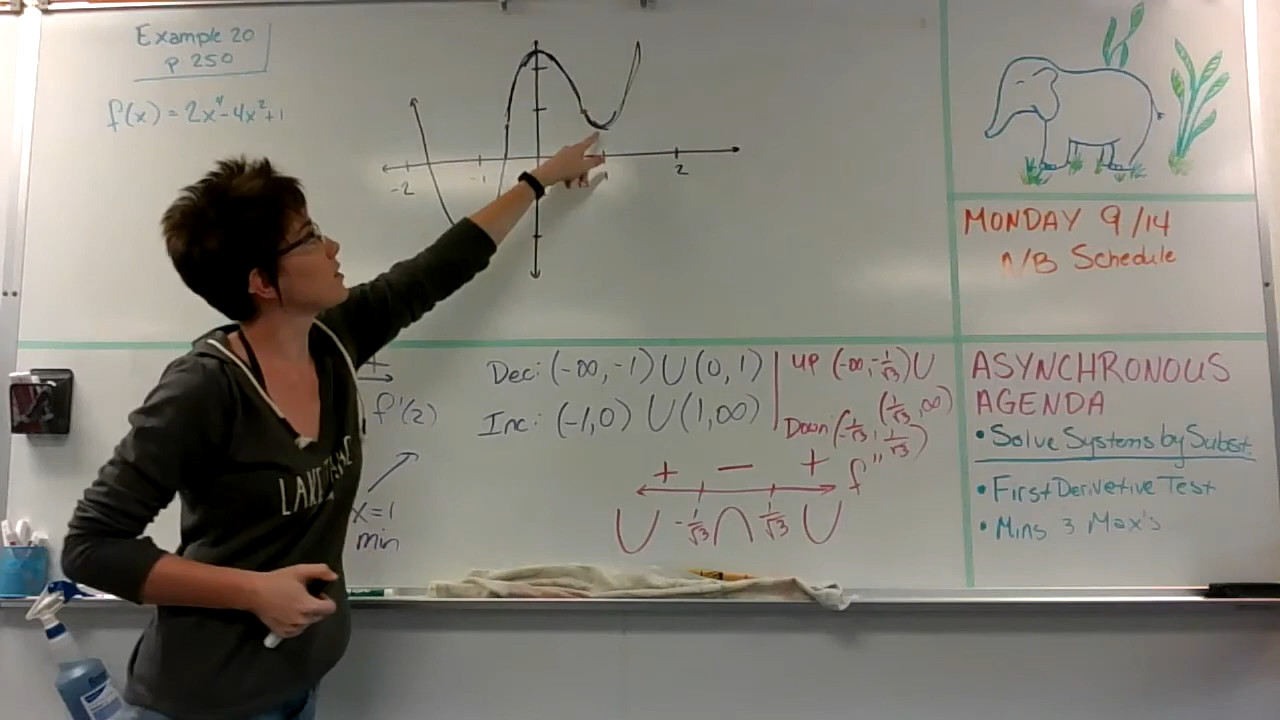 Example 20
p 250
f(x) = 2x⁴-4x²+1
-2
-1
2
MONDAY 9/14
A/B Schedule
+
f'(2)
x=1
min
Dec: (-∞, -1) ∪ (0, 1)
Inc: (-1, 0) ∪ (1, ∞)
UP (-∞, -1/√3) ∪
(1/√3, ∞)
Down (-1/√3, 1/√3)
+ − + f"
-1/√3 1/√3
ASYNCHRONOUS
AGENDA
• Solve Systems by Subst.
• First Derivetive Test
• Mins & Max's